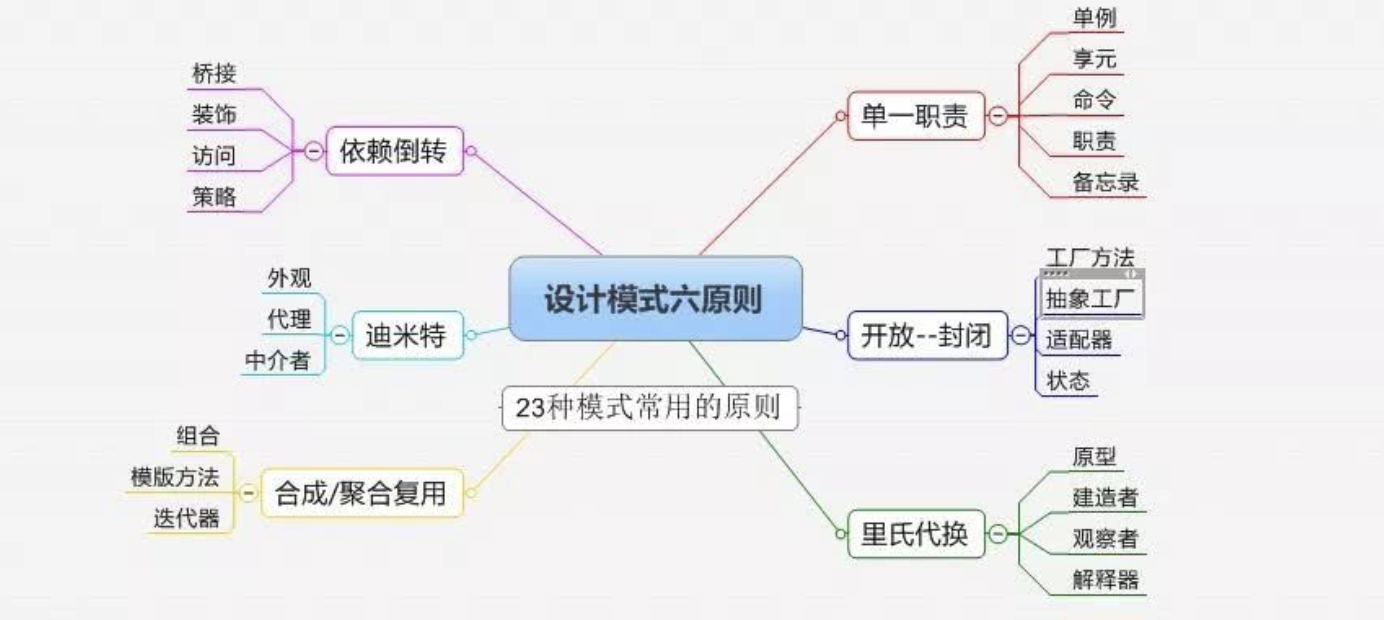 设计模式六原则
23种模式常用的原则
单一职责
单例
享元
命令
职责
备忘录
开放--封闭
工厂方法
抽象工厂
适配器
状态
里氏代换
原型
建造者
观察者
解释器
依赖倒转
桥接
装饰
访问
策略
迪米特
外观
代理
中介者
合成/聚合复用
组合
模版方法
迭代器